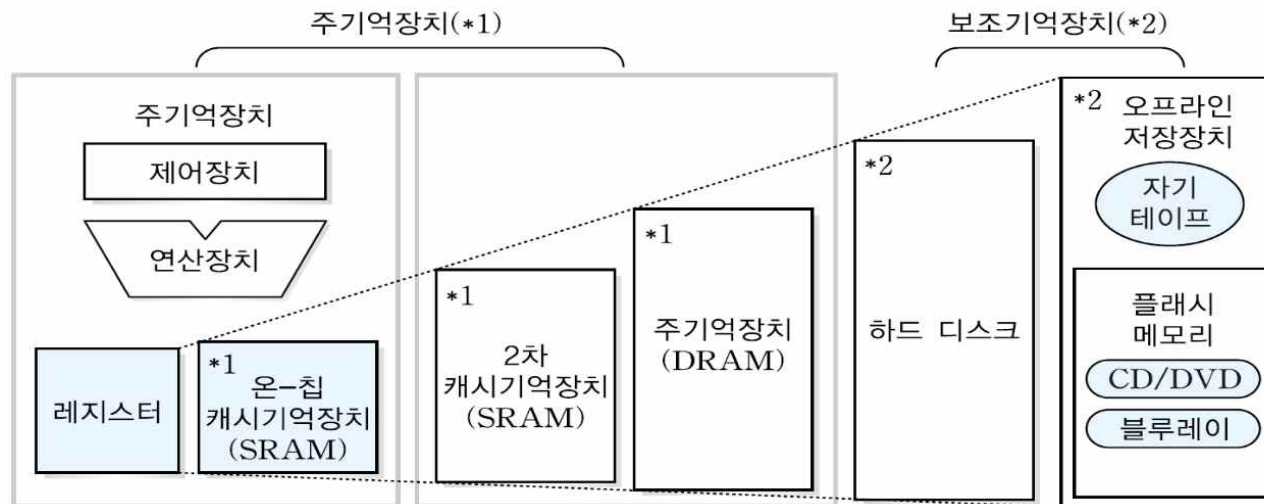 주기억장치(*1)
보조기억장치(*2)
주기억장치
제어장치
연산장치
레지스터
*1
온-칩
캐시기억장치
(SRAM)
*1
2차
캐시기억장치
(SRAM)
*1
주기억장치
(DRAM)
*2
하드 디스크
*2 오프라인
저장장치
자기
테이프
플래시
메모리
CD/DVD
블루레이